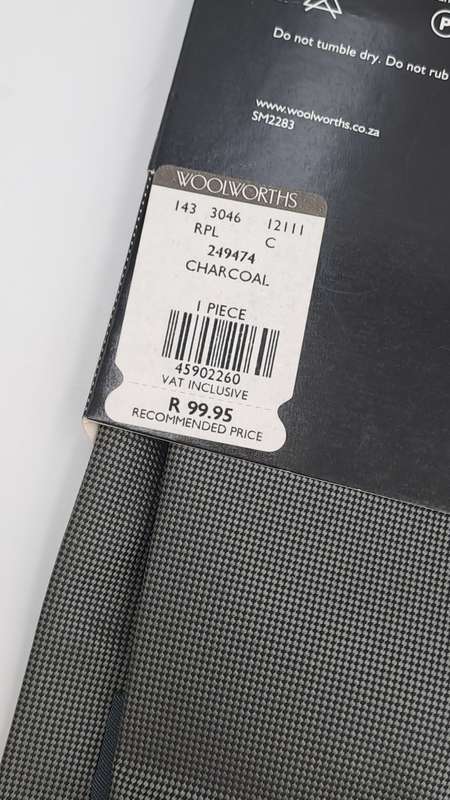 P
Do not tumble dry. Do not rub
www.woolworths.co.za
SM2283
WOOLWORTHS
143 3046 12111
RPL C
249474
CHARCOAL
1 PIECE
45902260
VAT INCLUSIVE
R 99.95
RECOMMENDED PRICE